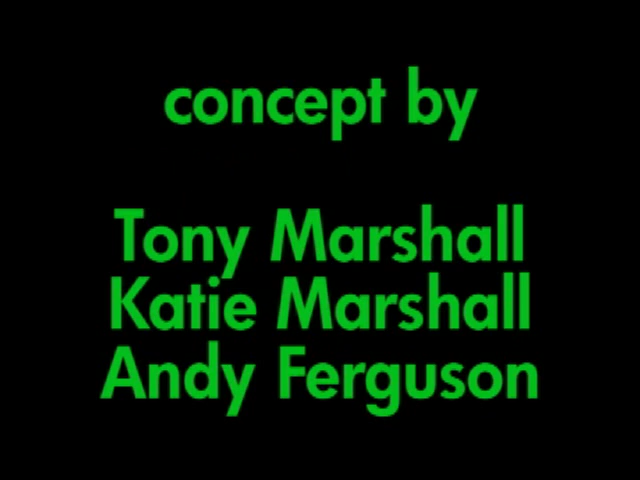 concept by
Tony Marshall
Katie Marshall
Andy Ferguson